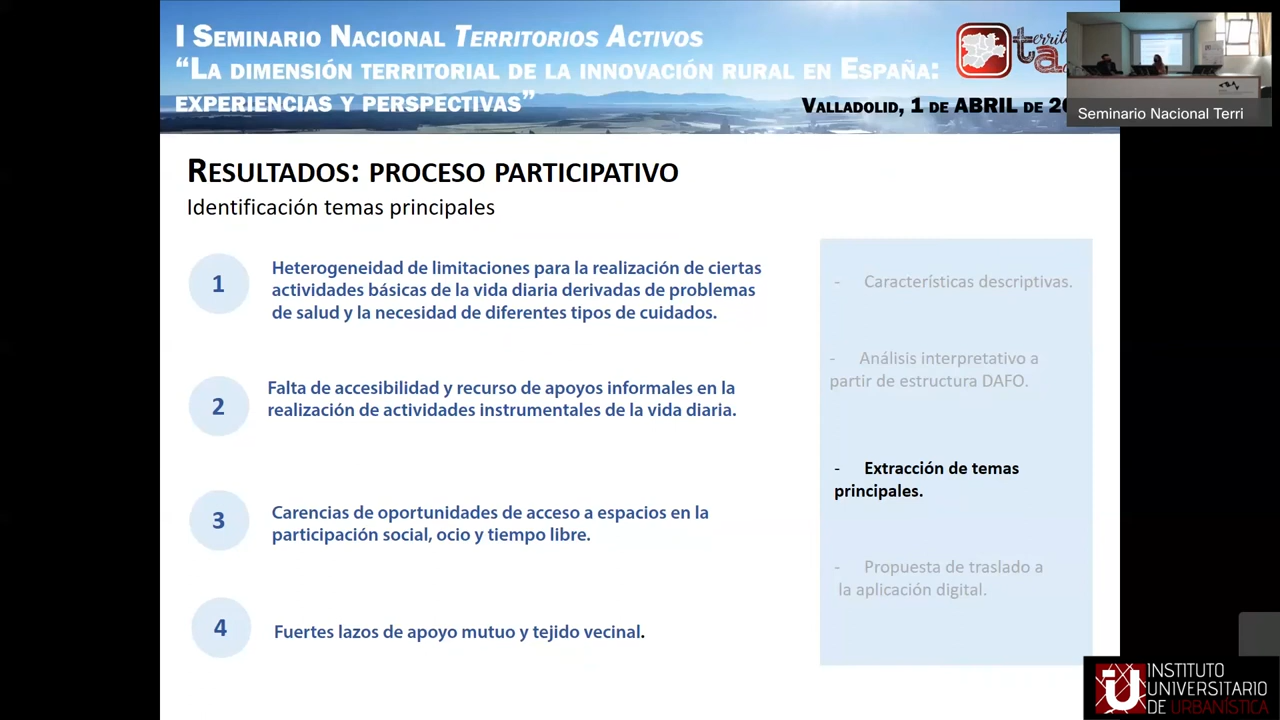 I Seminario Nacional Territorios Activos
“La dimensión territorial de la innovación rural en España:
experiencias y perspectivas”
Valladolid, 1 de ABRIL de
Seminario Nacional Terri
Resultados: proceso participativo
Identificación temas principales
1
Heterogeneidad de limitaciones para la realización de ciertas
actividades básicas de la vida diaria derivadas de problemas
de salud y la necesidad de diferentes tipos de cuidados.
2
Falta de accesibilidad y recurso de apoyos informales en la
realización de actividades instrumentales de la vida diaria.
3
Carencias de oportunidades de acceso a espacios en la
participación social, ocio y tiempo libre.
4
Fuertes lazos de apoyo mutuo y tejido vecinal.
- Características descriptivas.
- Análisis interpretativo a
partir de estructura DAFO.
- Extracción de temas
principales.
- Propuesta de traslado a
la aplicación digital.
INSTITUTO
UNIVERSITARIO
DE URBANÍSTICA